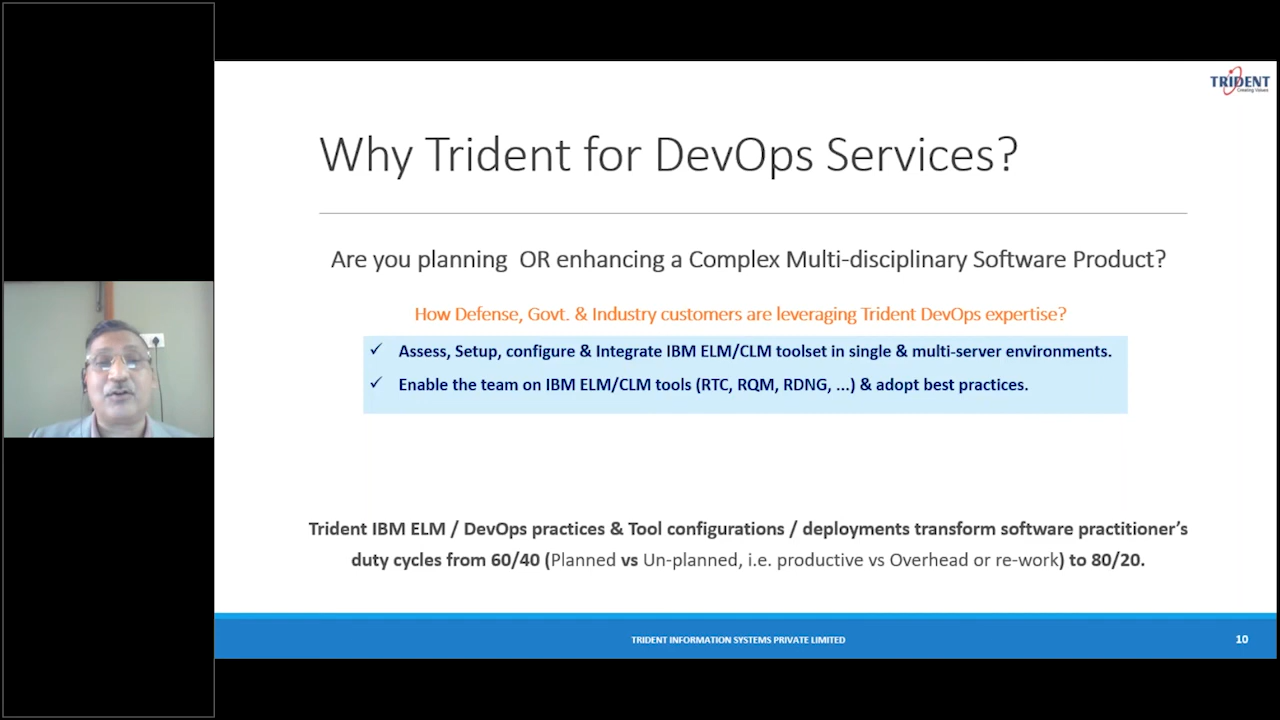 TRIDENT
Creating Values
Why Trident for DevOps Services?
Are you planning OR enhancing a Complex Multi-disciplinary Software Product?
How Defense, Govt. & Industry customers are leveraging Trident DevOps expertise?
✓ Assess, Setup, configure & Integrate IBM ELM/CLM toolset in single & multi-server environments.
✓ Enable the team on IBM ELM/CLM tools (RTC, RQM, RDNG, ...) & adopt best practices.
Trident IBM ELM / DevOps practices & Tool configurations / deployments transform software practitioner’s
duty cycles from 60/40 (Planned vs Un-planned, i.e. productive vs Overhead or re-work) to 80/20.
TRIDENT INFORMATION SYSTEMS PRIVATE LIMITED
10